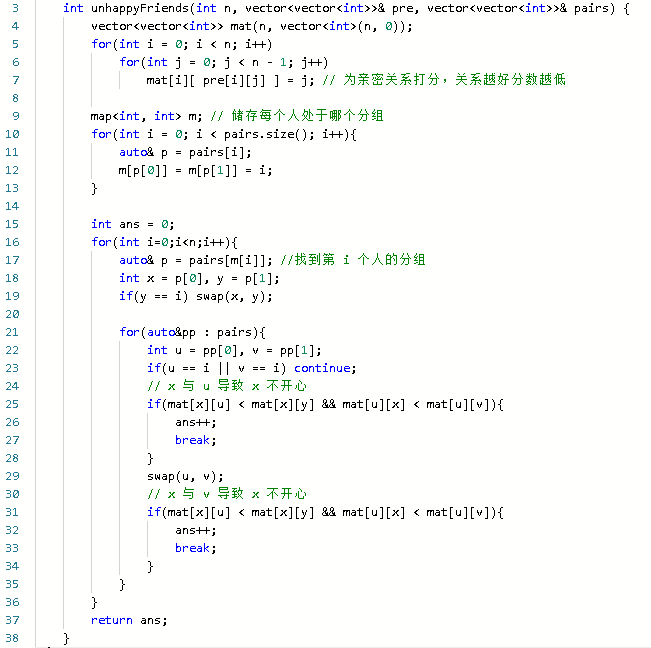 3 int unhappyFriends(int n, vector<vector<int>>& pre, vector<vector<int>>& pairs) {
4 vector<vector<int>> mat(n, vector<int>(n, 0));
5 for(int i = 0; i < n; i++)
6 for(int j = 0; j < n - 1; j++)
7 mat[i][ pre[i][j] ] = j; // 为亲密关系打分，关系越好分数越低
8
9 map<int, int> m; // 储存每个人处于哪个分组
10 for(int i = 0; i < pairs.size(); i++){
11 auto& p = pairs[i];
12 m[p[0]] = m[p[1]] = i;
13 }
14
15 int ans = 0;
16 for(int i=0;i<n;i++){
17 auto& p = pairs[m[i]]; //找到第 i 个人的分组
18 int x = p[0], y = p[1];
19 if(y == i) swap(x, y);
20
21 for(auto&pp : pairs){
22 int u = pp[0], v = pp[1];
23 if(u == i || v == i) continue;
24 // x 与 u 导致 x 不开心
25 if(mat[x][u] < mat[x][y] && mat[u][x] < mat[u][v]){
26 ans++;
27 break;
28 }
29 swap(u, v);
30 // x 与 v 导致 x 不开心
31 if(mat[x][u] < mat[x][y] && mat[u][x] < mat[u][v]){
32 ans++;
33 break;
34 }
35 }
36 }
37 return ans;
38 }